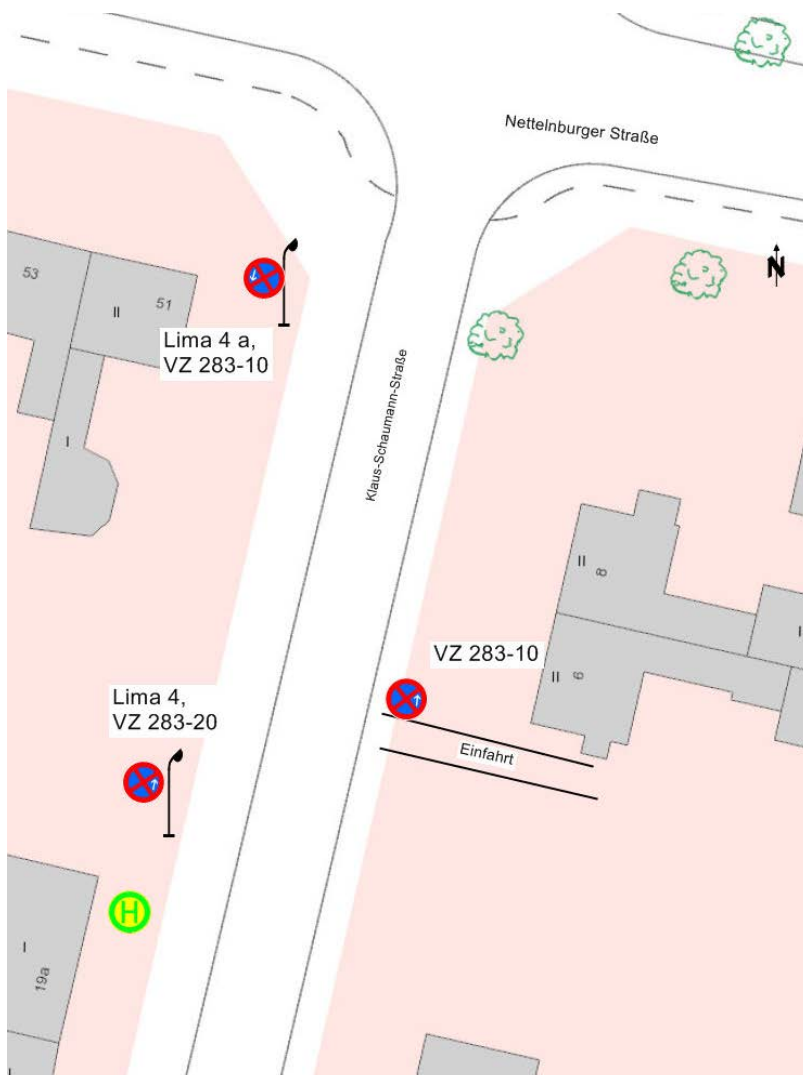 Nettelnburger Straße
N
53
51
II
Lima 4 a,
VZ 283-10
Klaus-Schaumann-Straße
I
II
8
I
VZ 283-10
II
6
Lima 4,
VZ 283-20
Einfahrt
H
I
19a